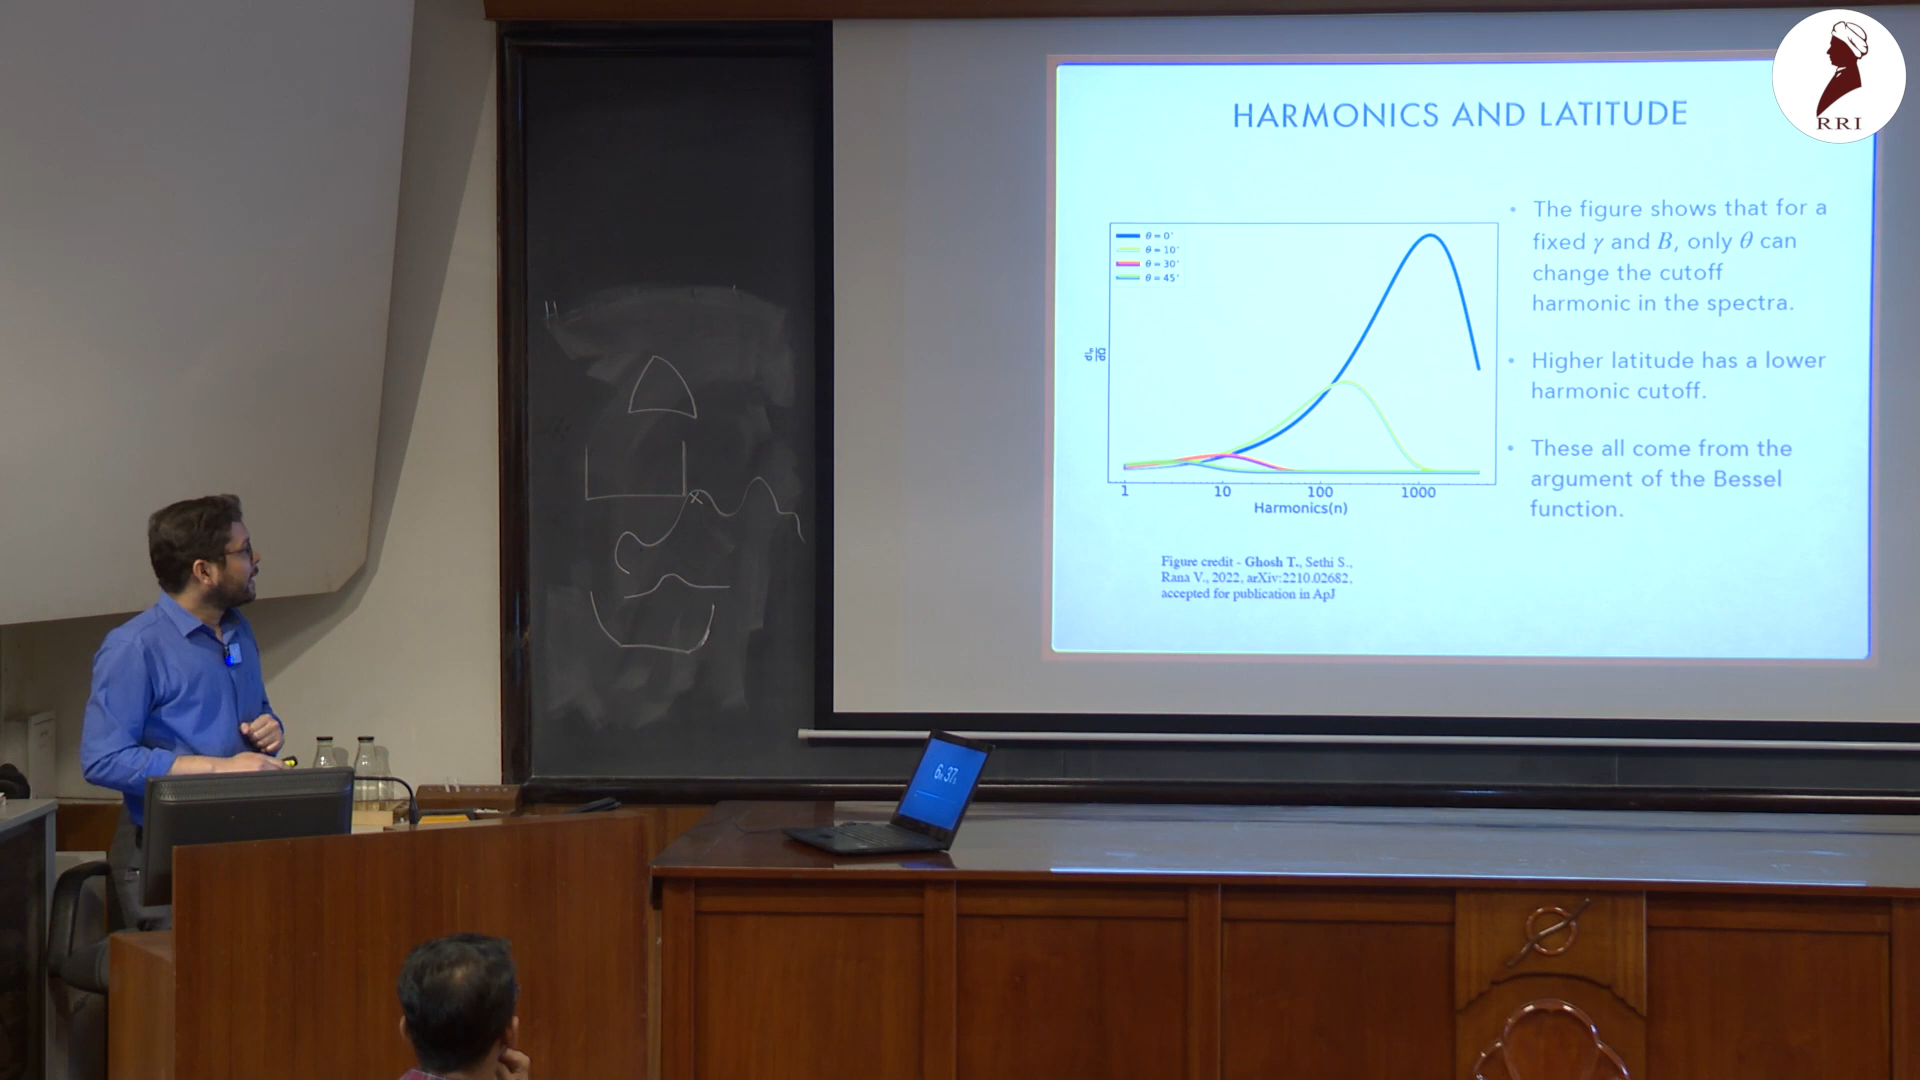 RRI
HARMONICS AND LATITUDE
θ = 0°
θ = 10°
θ = 30°
θ = 45°
1 10 100 1000
Harmonics(n)
• The figure shows that for a
fixed γ and B, only θ can
change the cutoff
harmonic in the spectra.
• Higher latitude has a lower
harmonic cutoff.
• These all come from the
argument of the Bessel
function.
Figure credit - Ghosh T., Sethi S.,
Rana V., 2022, arXiv:2210.02682,
accepted for publication in ApJ